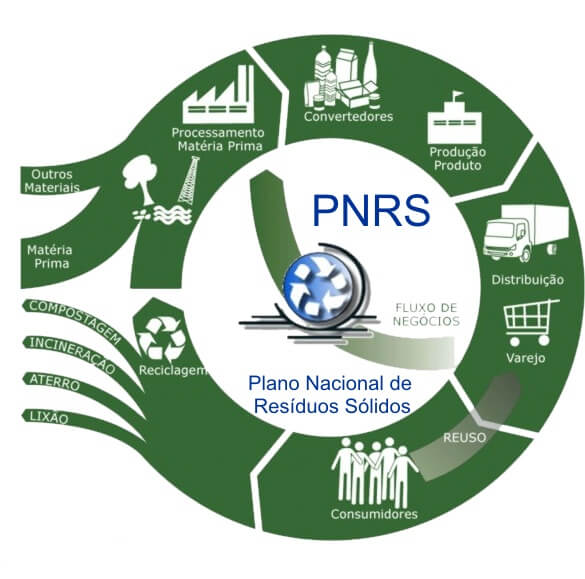 Processamento
Matéria Prima
Convertedores
Produção
Produto
Outros
Materiais
Matéria
Prima
PNRS
Distribuição
FLUXO DE
NEGÓCIOS
Varejo
COMPOSTAGEM
INCINERAÇÃO
ATERRO
LIXÃO
Reciclagem
Plano Nacional de
Resíduos Sólidos
REUSO
Consumidores